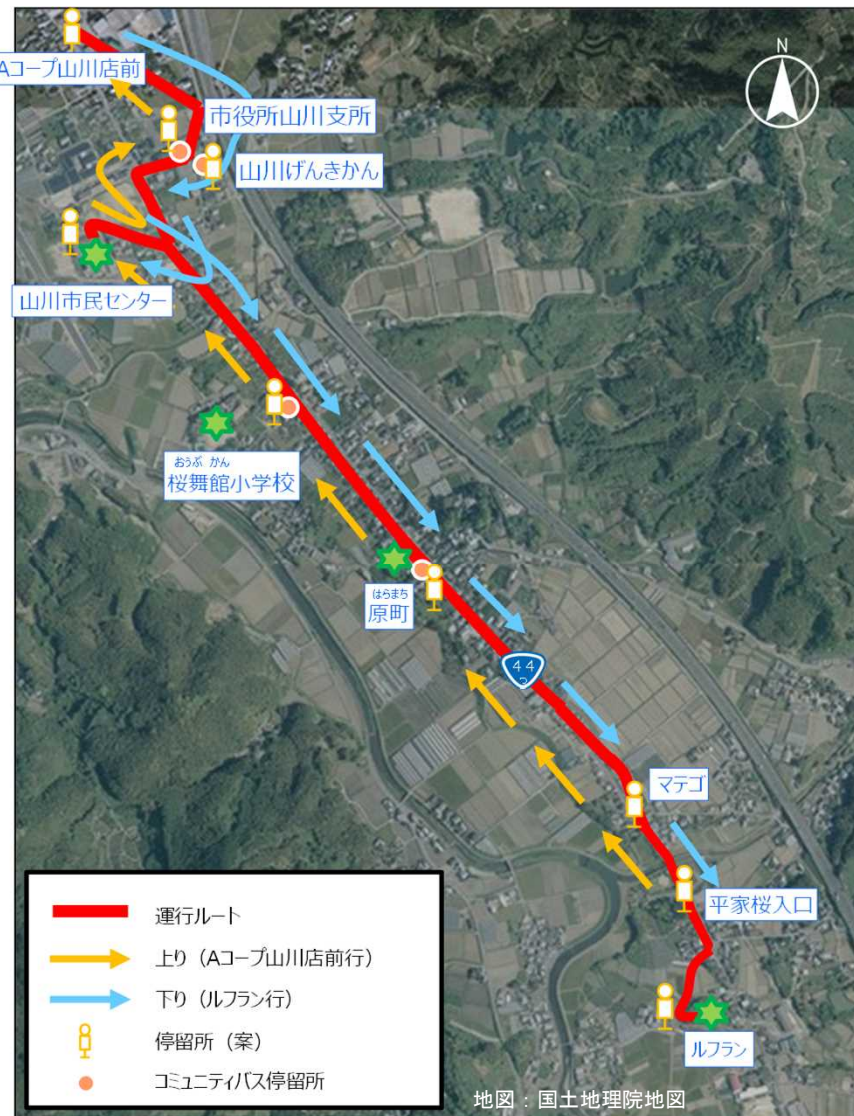 N
Aコープ山川店前
市役所山川支所
山川げんきかん
山川市民センター
おうぶ かん
桜舞館小学校
はらまち
原町
44
3
マテゴ
平家桜入口
ルフラン
運行ルート
上り（Aコープ山川店前行）
下り（ルフラン行）
停留所（案）
コミュニティバス停留所
地図：国土地理院地図